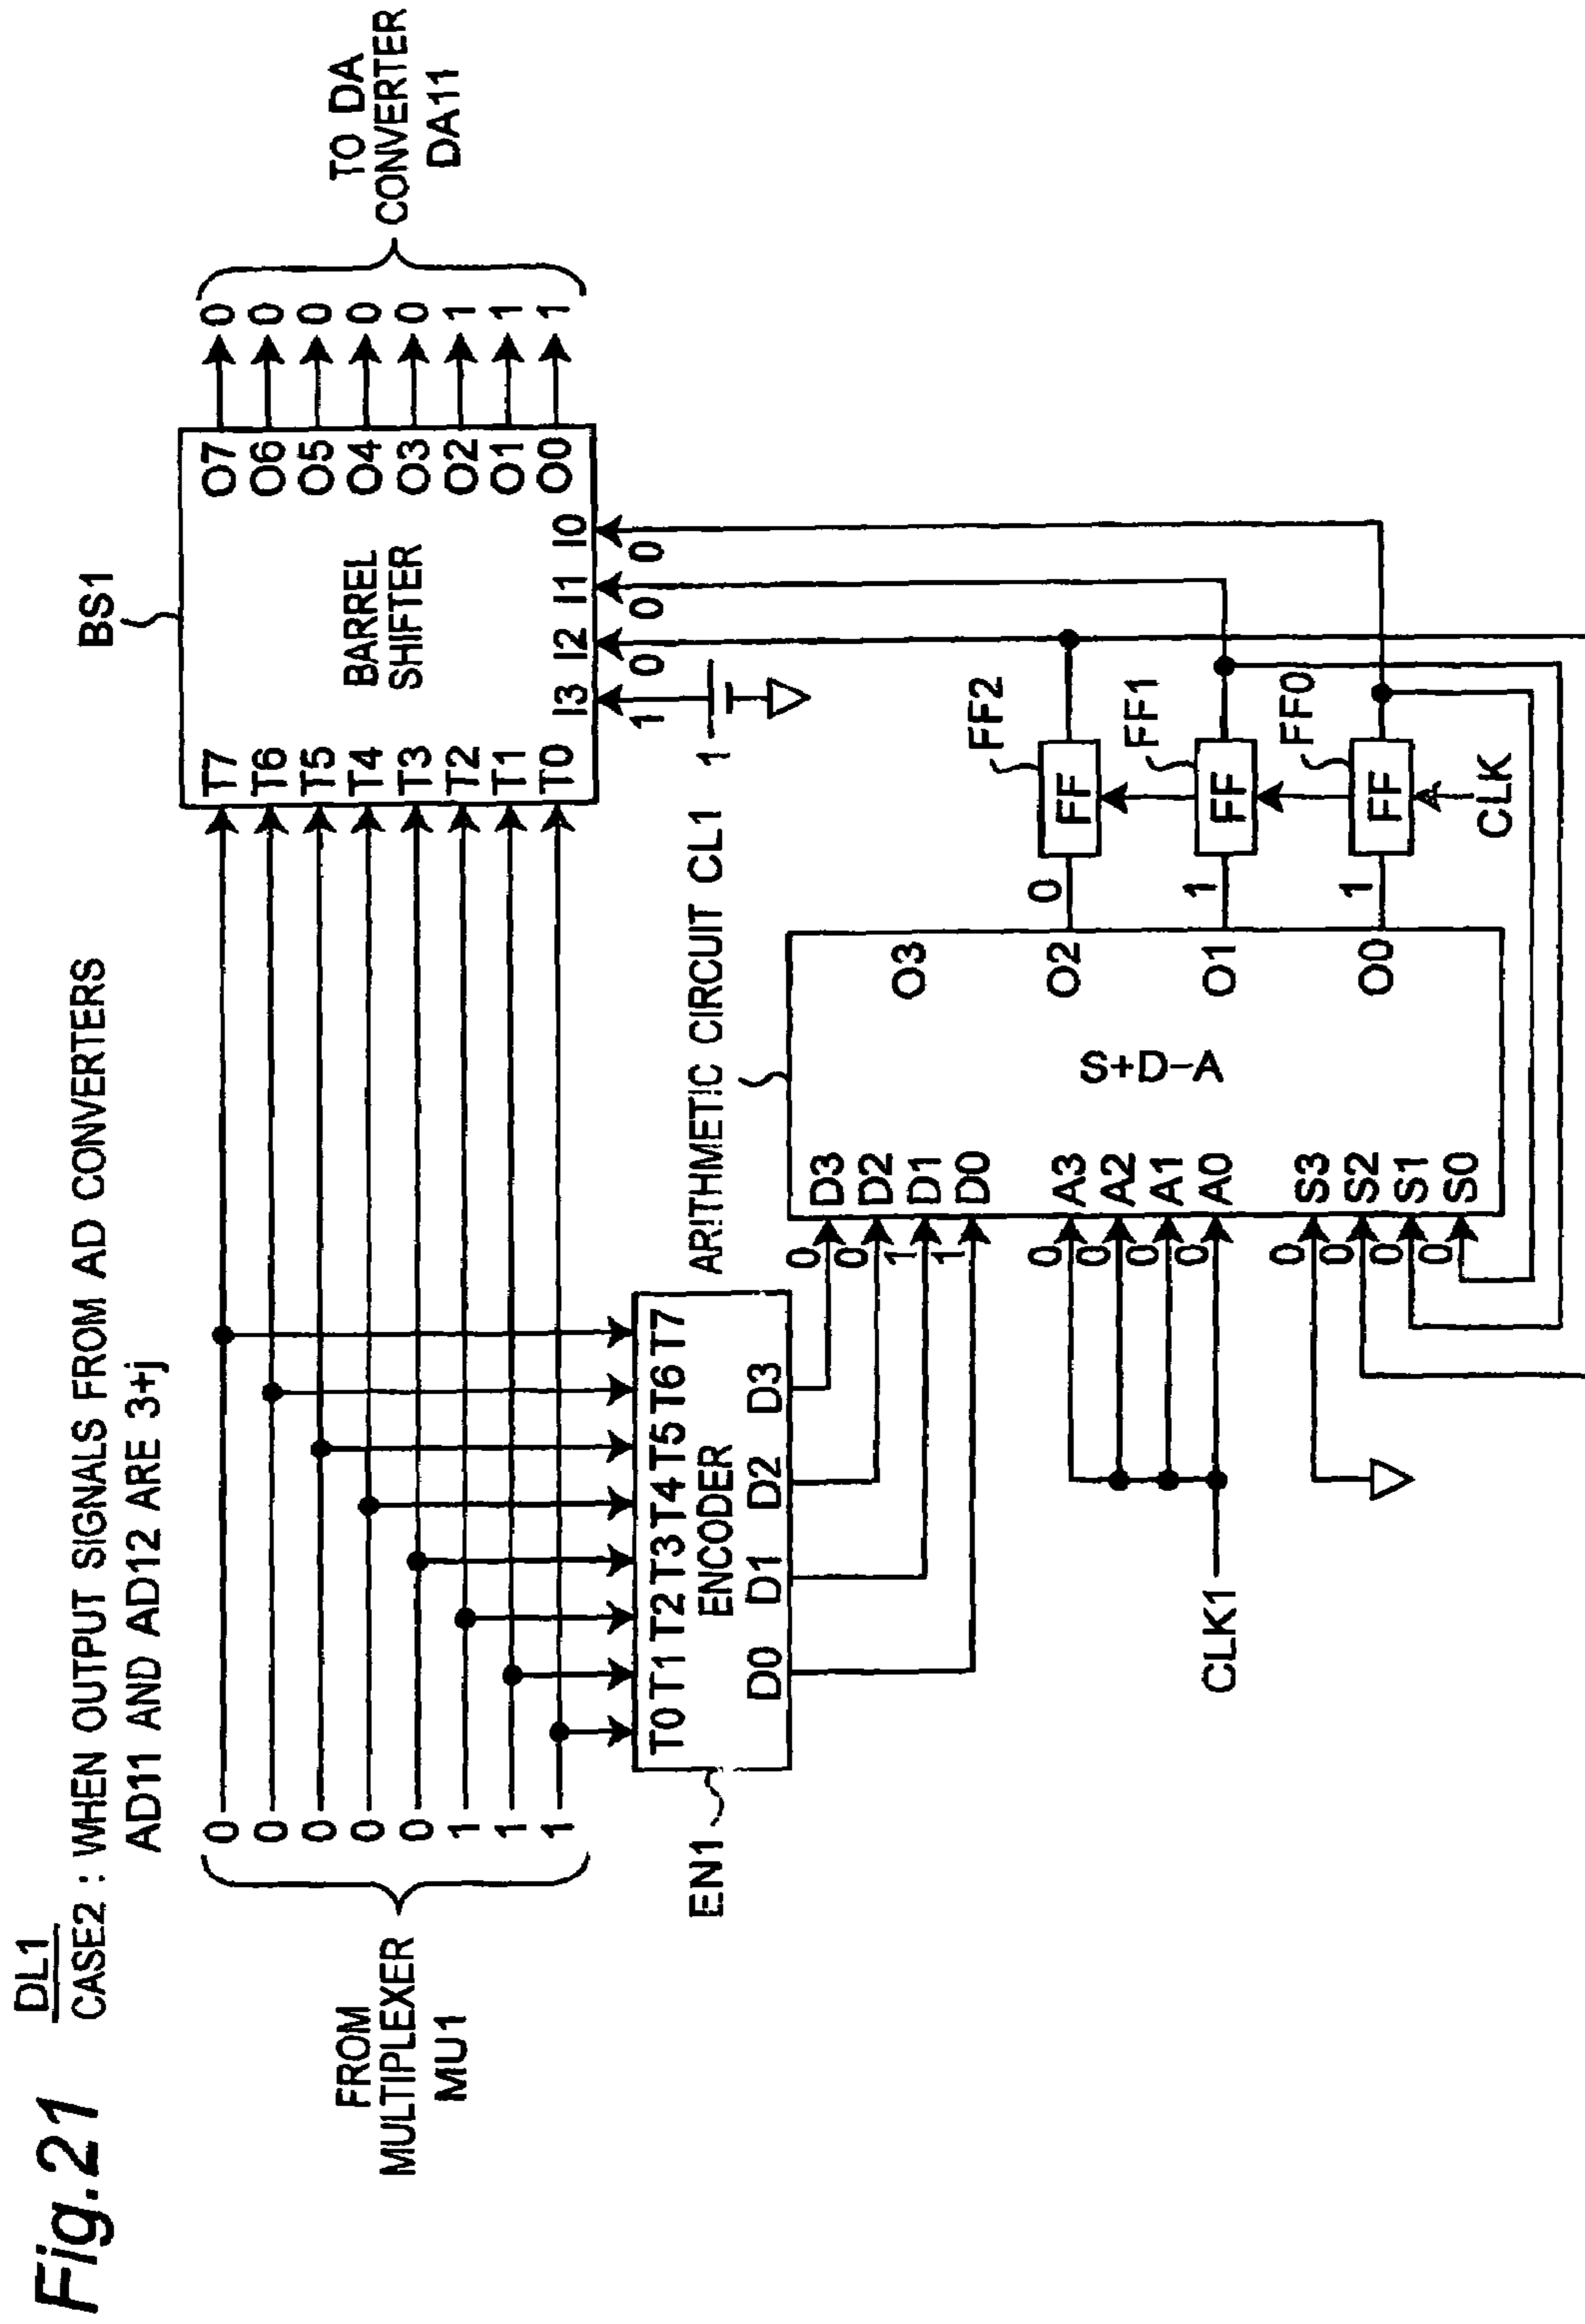 Fig.21
DL1
CASE2 : WHEN OUTPUT SIGNALS FROM AD CONVERTERS
AD11 AND AD12 ARE 3+j
FROM
MULTIPLEXER
MU1
0
0
0
0
0
1
1
1
BS1
T7
T6
T5
T4
T3
T2
T1
T0
BARREL
SHIFTER
O7
O6
O5
O4
O3
O2
O1
O0
I3
I2
I1
I0
1
0
0
0
0
0
0
0
0
1
1
1
TO DA
CONVERTER
DA11
EN1
T0 T1 T2 T3 T4 T5 T6 T7
ENCODER
D0 D1 D2 D3
ARITHMETIC CIRCUIT CL1
1
0
0
1
1
D3
D2
D1
D0
0
0
0
0
A3
A2
A1
A0
0
0
0
0
S3
S2
S1
S0
S+D-A
O3
O2
O1
O0
0
1
1
FF2
FF
FF1
FF
FF0
FF
CLK
CLK1